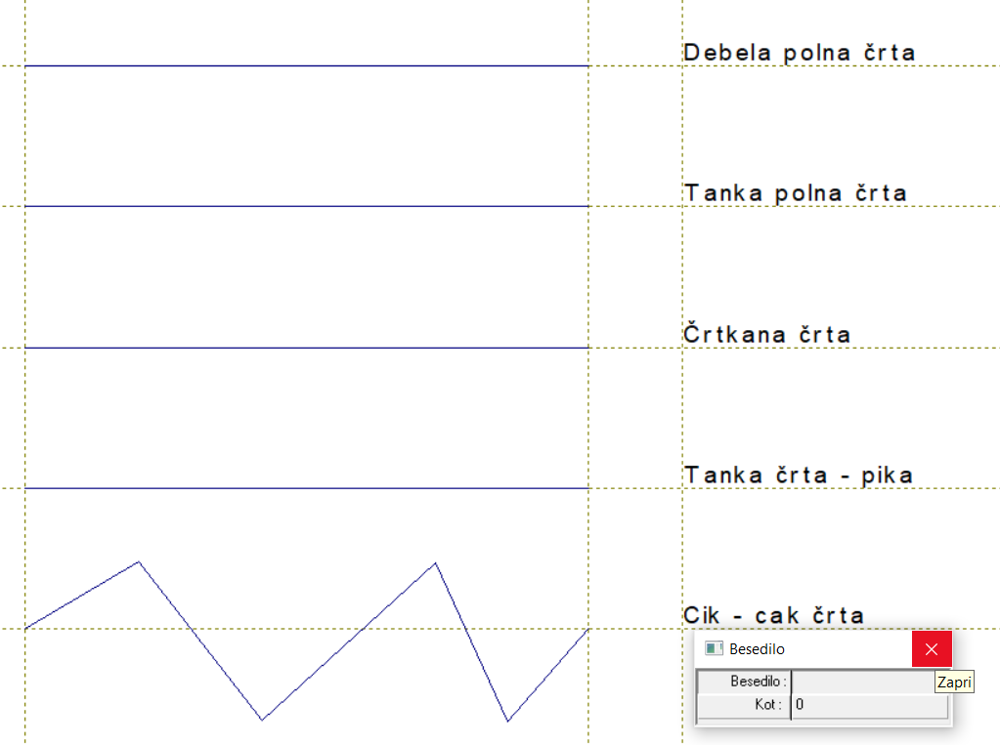 Debela polna črta
Tanka polna črta
Črtkana črta
Tanka črta - pika
Cik - cak črta
Besedilo
Besedilo :
Zapri
Kot : 0